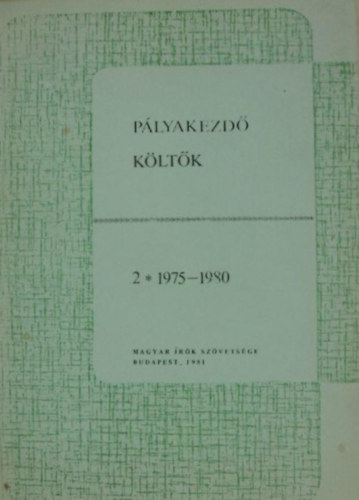 PÁLYAKEZDŐ
KÖLTŐK
2 * 1975—1980
MAGYAR ÍRÓK SZÖVETSÉGE
BUDAPEST, 1981